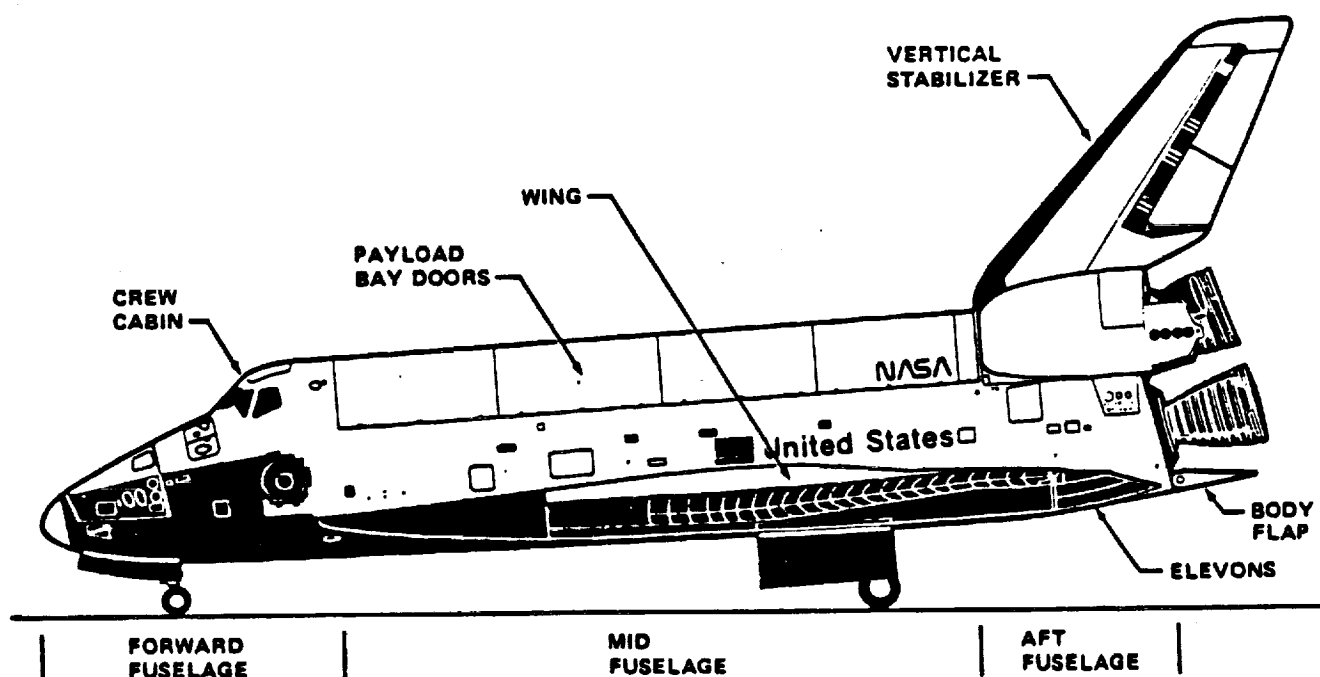 VERTICAL
STABILIZER
WING
PAYLOAD
BAY DOORS
CREW
CABIN
NASA
United States
BODY
FLAP
ELEVONS
FORWARD
FUSELAGE
MID
FUSELAGE
AFT
FUSELAGE